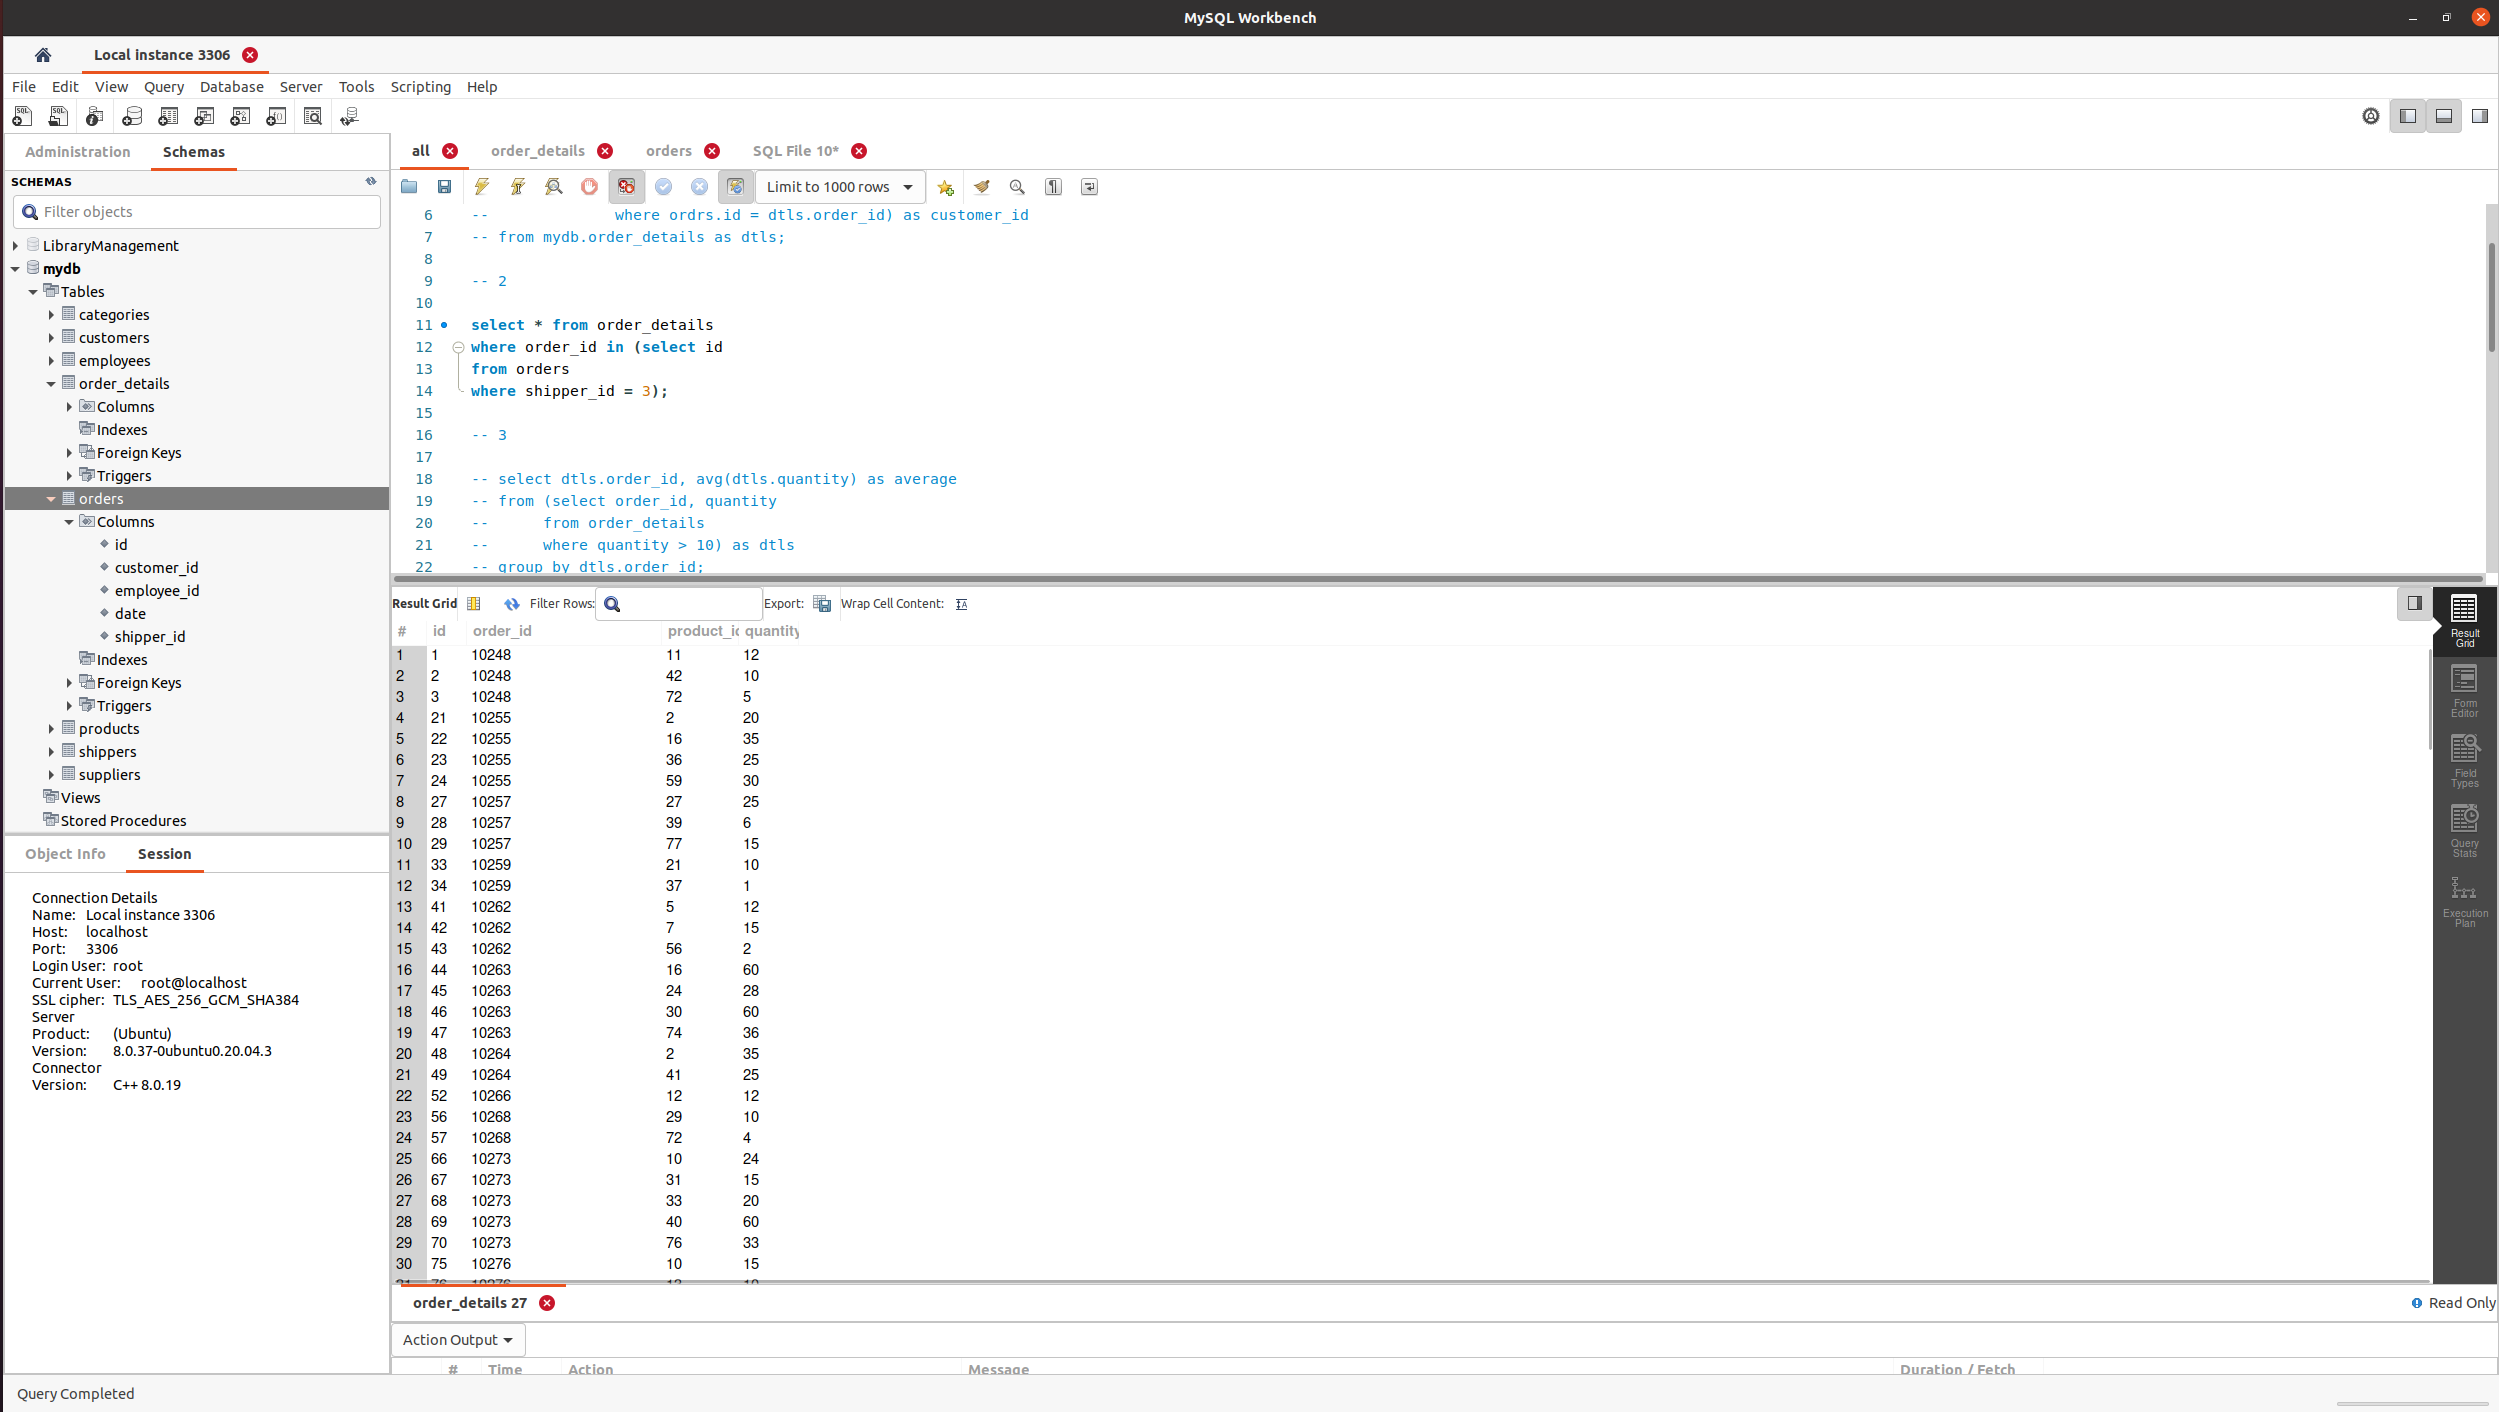 MySQL Workbench
Local instance 3306
File Edit View Query Database Server Tools Scripting Help
Administration Schemas
SCHEMAS
Filter objects
LibraryManagement
mydb
Tables
categories
customers
employees
order_details
Columns
Indexes
Foreign Keys
Triggers
orders
Columns
id
customer_id
employee_id
date
shipper_id
Indexes
Foreign Keys
Triggers
products
shippers
suppliers
Views
Stored Procedures
Object Info Session
Connection Details
Name: Local instance 3306
Host: localhost
Port: 3306
Login User: root
Current User: root@localhost
SSL cipher: TLS_AES_256_GCM_SHA384
Server
Product: (Ubuntu)
Version: 8.0.37-0ubuntu0.20.04.3
Connector
Version: C++ 8.0.19
all order_details orders SQL File 10*
Limit to 1000 rows
6 -- where ordrs.id = dtls.order_id) as customer_id
7 -- from mydb.order_details as dtls;
8
9 -- 2
10
11 select * from order_details
12 where order_id in (select id
13 from orders
14 where shipper_id = 3);
15
16 -- 3
17
18 -- select dtls.order_id, avg(dtls.quantity) as average
19 -- from (select order_id, quantity
20 -- from order_details
21 -- where quantity > 10) as dtls
22 -- group by dtls.order_id;
Result Grid Filter Rows: Export: Wrap Cell Content:
# id order_id product_id quantity
1 1 10248 11 12
2 2 10248 42 10
3 3 10248 72 5
4 21 10255 2 20
5 22 10255 16 35
6 23 10255 36 25
7 24 10255 59 30
8 27 10257 27 25
9 28 10257 39 6
10 29 10257 77 15
11 33 10259 21 10
12 34 10259 37 1
13 41 10262 5 12
14 42 10262 7 15
15 43 10262 56 2
16 44 10263 16 60
17 45 10263 24 28
18 46 10263 30 60
19 47 10263 74 36
20 48 10264 2 35
21 49 10264 41 25
22 52 10266 12 12
23 56 10268 29 10
24 57 10268 72 4
25 66 10273 10 24
26 67 10273 31 15
27 68 10273 33 20
28 69 10273 40 60
29 70 10273 76 33
30 75 10276 10 15
31 76 10276 13 10
Result
Grid
Form
Editor
Field
Types
Query
Stats
Execution
Plan
order_details 27
Read Only
Action Output
# Time Action Message Duration / Fetch
Query Completed